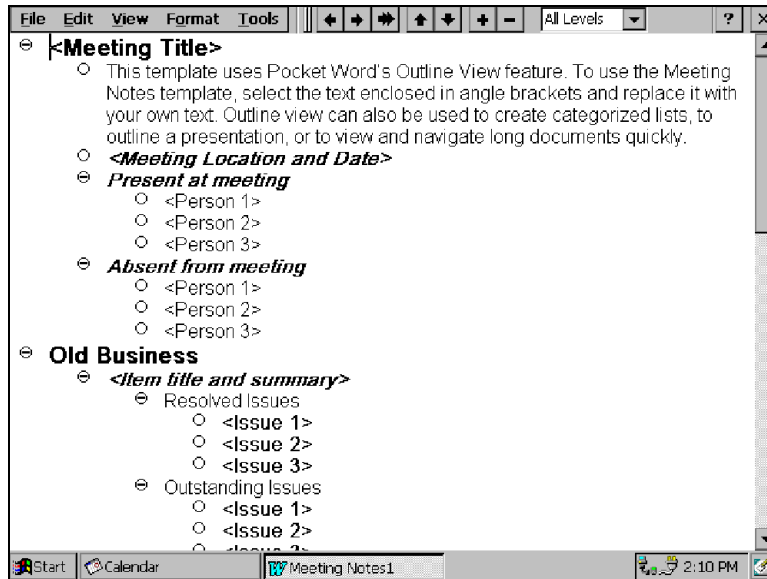 File Edit View Format Tools All Levels ?
<Meeting Title>
This template uses Pocket Word's Outline View feature. To use the Meeting
Notes template, select the text enclosed in angle brackets and replace it with
your own text. Outline view can also be used to create categorized lists, to
outline a presentation, or to view and navigate long documents quickly.
<Meeting Location and Date>
Present at meeting
<Person 1>
<Person 2>
<Person 3>
Absent from meeting
<Person 1>
<Person 2>
<Person 3>
Old Business
<Item title and summary>
Resolved Issues
<Issue 1>
<Issue 2>
<Issue 3>
Outstanding Issues
<Issue 1>
<Issue 2>
Start Calendar Meeting Notes1 2:10 PM